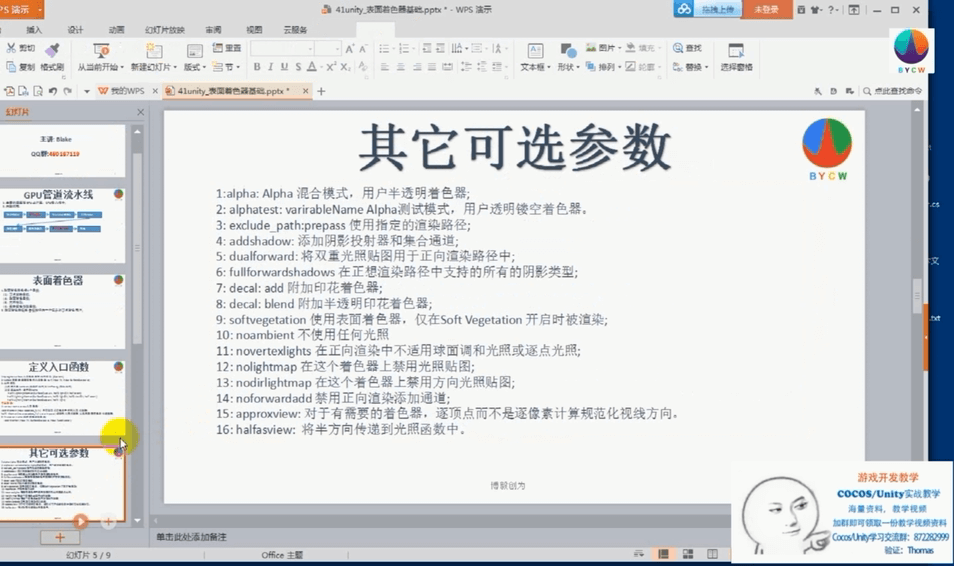 PS 演示
41unity_表面着色器基础.pptx * - WPS 演示
拖拽上传
未登录
插入 设计 动画 幻灯片放映 审阅 视图 云服务
剪切 复制 格式刷
从当前开始 新建幻灯片 版式 重置 节
文本框 形状 图片 排列 填充 轮廓 查找 替换 选择窗格
BYCW
我的WPS
41unity_表面着色器基础.pptx *
点此查找命令
幻灯片
主讲: Blake
GPU管道流水线
表面着色器
定义入口函数
其它可选参数
其它可选参数
BYCW
1:alpha: Alpha 混合模式，用户半透明着色器;
2: alphatest: varirableName Alpha测试模式，用户透明镂空着色器。
3: exclude_path:prepass 使用指定的渲染路径;
4: addshadow: 添加阴影投射器和集合通道;
5: dualforward: 将双重光照贴图用于正向渲染路径中;
6: fullforwardshadows 在正想渲染路径中支持的所有的阴影类型;
7: decal: add 附加印花着色器;
8: decal: blend 附加半透明印花着色器;
9: softvegetation 使用表面着色器，仅在Soft Vegetation 开启时被渲染;
10: noambient 不使用任何光照
11: novertexlights 在正向渲染中不适用球面调和光照或逐点光照;
12: nolightmap 在这个着色器上禁用光照贴图;
13: nodirlightmap 在这个着色器上禁用方向光照贴图;
14: noforwardadd 禁用正向渲染添加通道;
15: approxview: 对于有需要的着色器，逐顶点而不是逐像素计算规范化视线方向。
16: halfasview: 将半方向传递到光照函数中。
博毅创为
单击此处添加备注
幻灯片 5 / 9
Office 主题
游戏开发教学
COCOS/Unity实战教学
海量资料，教学视频
加群即可领取一份教学视频资料
Cocos/Unity学习交流群: 872282999
验证: Thomas